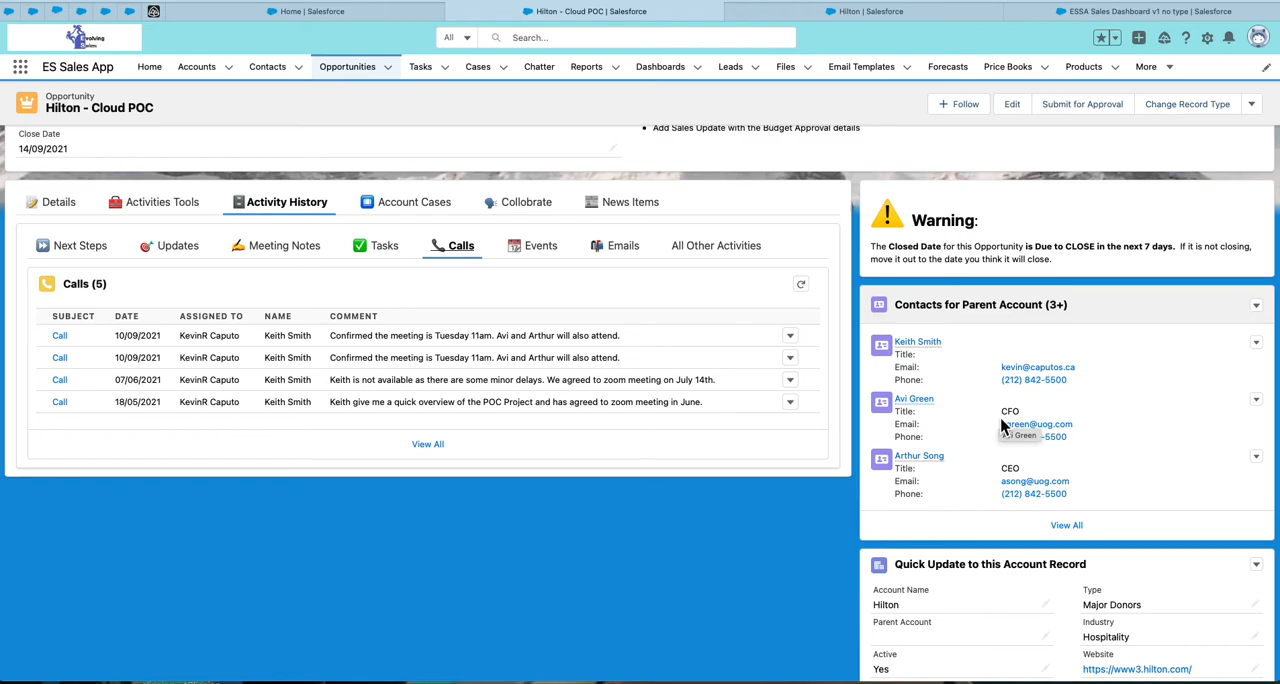 Home | Salesforce
Hilton - Cloud POC | Salesforce
Hilton | Salesforce
ESSA Sales Dashboard v1 no type | Salesforce
All
Search...
ES Sales App
Home
Accounts
Contacts
Opportunities
Tasks
Cases
Chatter
Reports
Dashboards
Leads
Files
Email Templates
Forecasts
Price Books
Products
More
Opportunity
Hilton - Cloud POC
Follow
Edit
Submit for Approval
Change Record Type
Close Date
14/09/2021
Add Sales Update with the Budget Approval details
Details
Activities Tools
Activity History
Account Cases
Collobrate
News Items
Next Steps
Updates
Meeting Notes
Tasks
Calls
Events
Emails
All Other Activities
Calls (5)
SUBJECT DATE ASSIGNED TO NAME COMMENT
Call 10/09/2021 KevinR Caputo Keith Smith Confirmed the meeting is Tuesday 11am. Avi and Arthur will also attend.
Call 10/09/2021 KevinR Caputo Keith Smith Confirmed the meeting is Tuesday 11am. Avi and Arthur will also attend.
Call 07/06/2021 KevinR Caputo Keith Smith Keith is not available as there are some minor delays. We agreed to zoom meeting on July 14th.
Call 18/05/2021 KevinR Caputo Keith Smith Keith give me a quick overview of the POC Project and has agreed to zoom meeting in June.
View All
Warning:
The Closed Date for this Opportunity is Due to CLOSE in the next 7 days. If it is not closing,
move it out to the date you think it will close.
Contacts for Parent Account (3+)
Keith Smith
Title:
Email: kevin@caputos.ca
Phone: (212) 842-5500
Avi Green
Title: CFO
Email: green@uog.com
Phone: -5500
Green
Arthur Song
Title: CEO
Email: asong@uog.com
Phone: (212) 842-5500
View All
Quick Update to this Account Record
Account Name
Hilton
Type
Major Donors
Parent Account
Industry
Hospitality
Active
Yes
Website
https://www3.hilton.com/